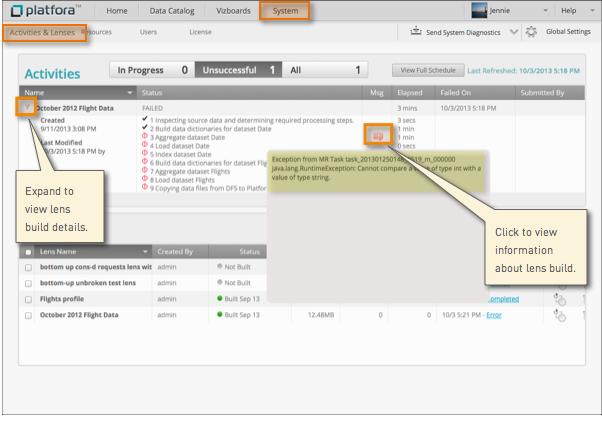 platfora™ Home Data Catalog Vizboards System Jennie Help
Activities & Lenses Resources Users License Send System Diagnostics Global Settings
Activities In Progress 0 Unsuccessful 1 All 1 View Full Schedule Last Refreshed: 10/3/2013 5:18 PM
Name Status Msg Elapsed Failed On Submitted By
October 2012 Flight Data FAILED 3 mins 10/3/2013 5:18 PM
Created 1 Inspecting source data and determining required processing steps. 3 secs
9/11/2013 3:08 PM 2 Build data dictionaries for dataset Date 1 min
3 Aggregate dataset Date 1 min
Last Modified 4 Load dataset Date 0 secs
10/3/2013 5:18 PM by 5 Index dataset Date
6 Build data dictionaries for dataset Flig
7 Aggregate dataset Flights
8 Load dataset Flights
9 Copying data files from DFS to Platfor
Exception from MR Task
java.lang.RuntimeException: Cannot compare a value of type int with a
value of type string.
Expand to
view lens
build details.
Click to view
information
about lens build.
Lens Name Created By Status
bottom up cons-d requests lens wit admin Not Built
bottom-up unbroken test lens admin Not Built
Flights profile admin Built Sep 13 ompleted
October 2012 Flight Data admin Built Sep 13 12.48MB 0 0 10/3 5:21 PM - Error